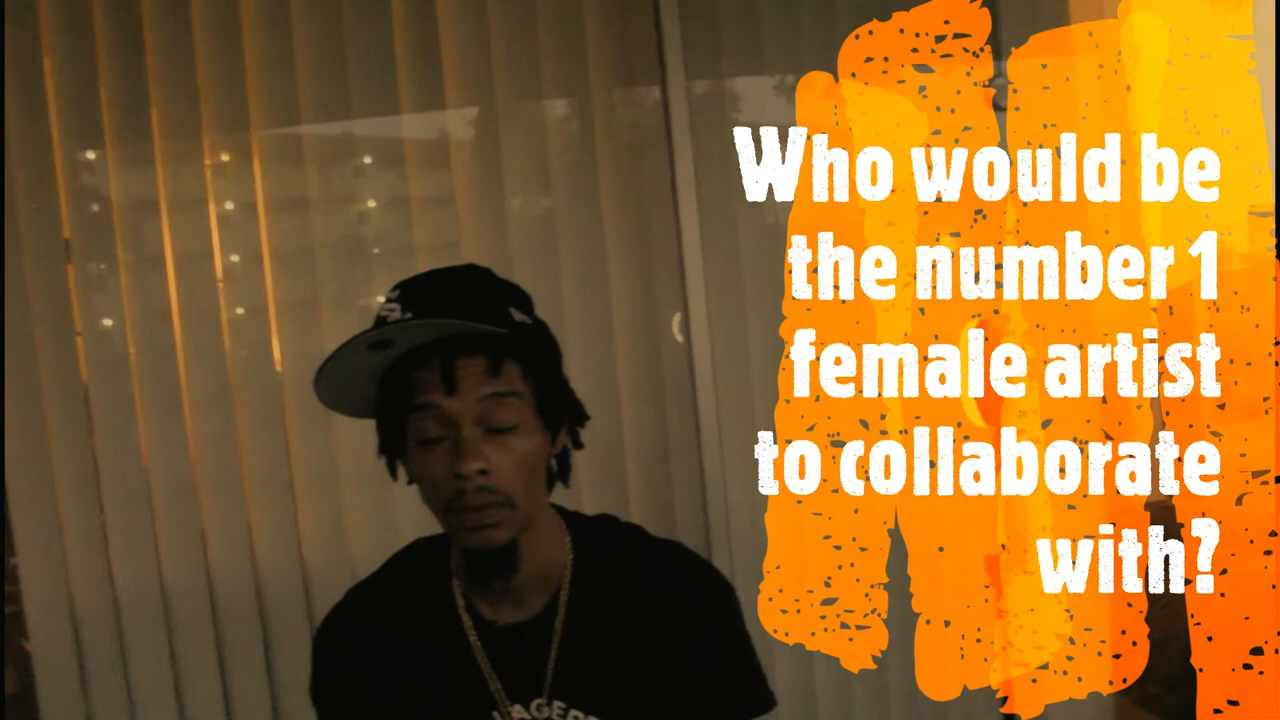 Who would be
the number 1
female artist
to collaborate
with?